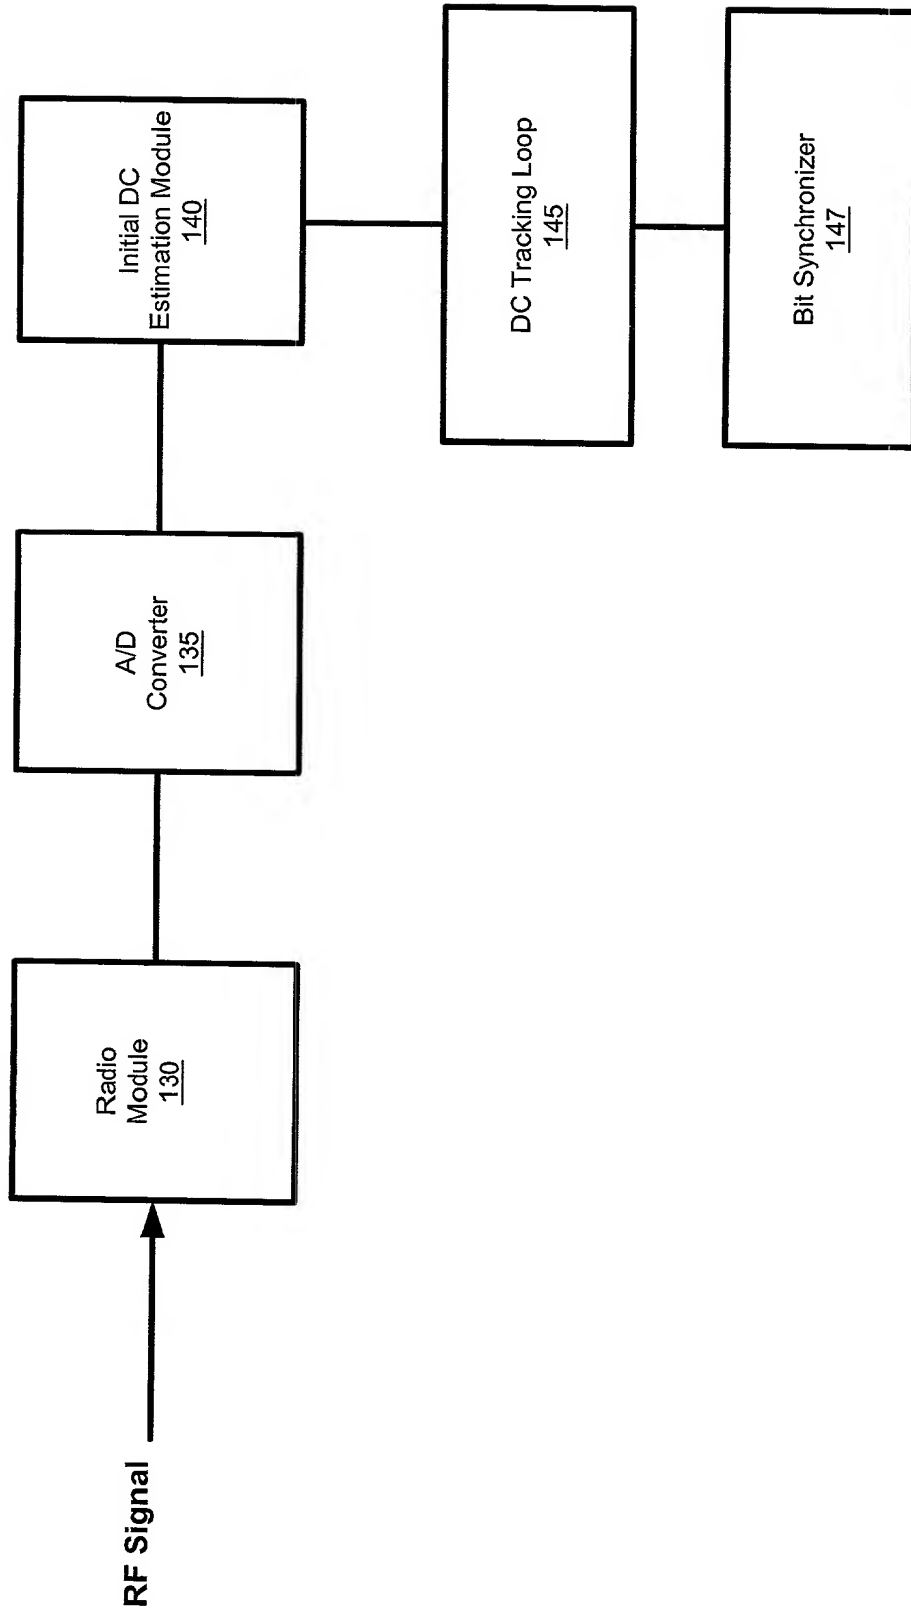 RF Signal
Radio
Module
130
A/D
Converter
135
Initial DC
Estimation Module
140
DC Tracking Loop
145
Bit Synchronizer
147